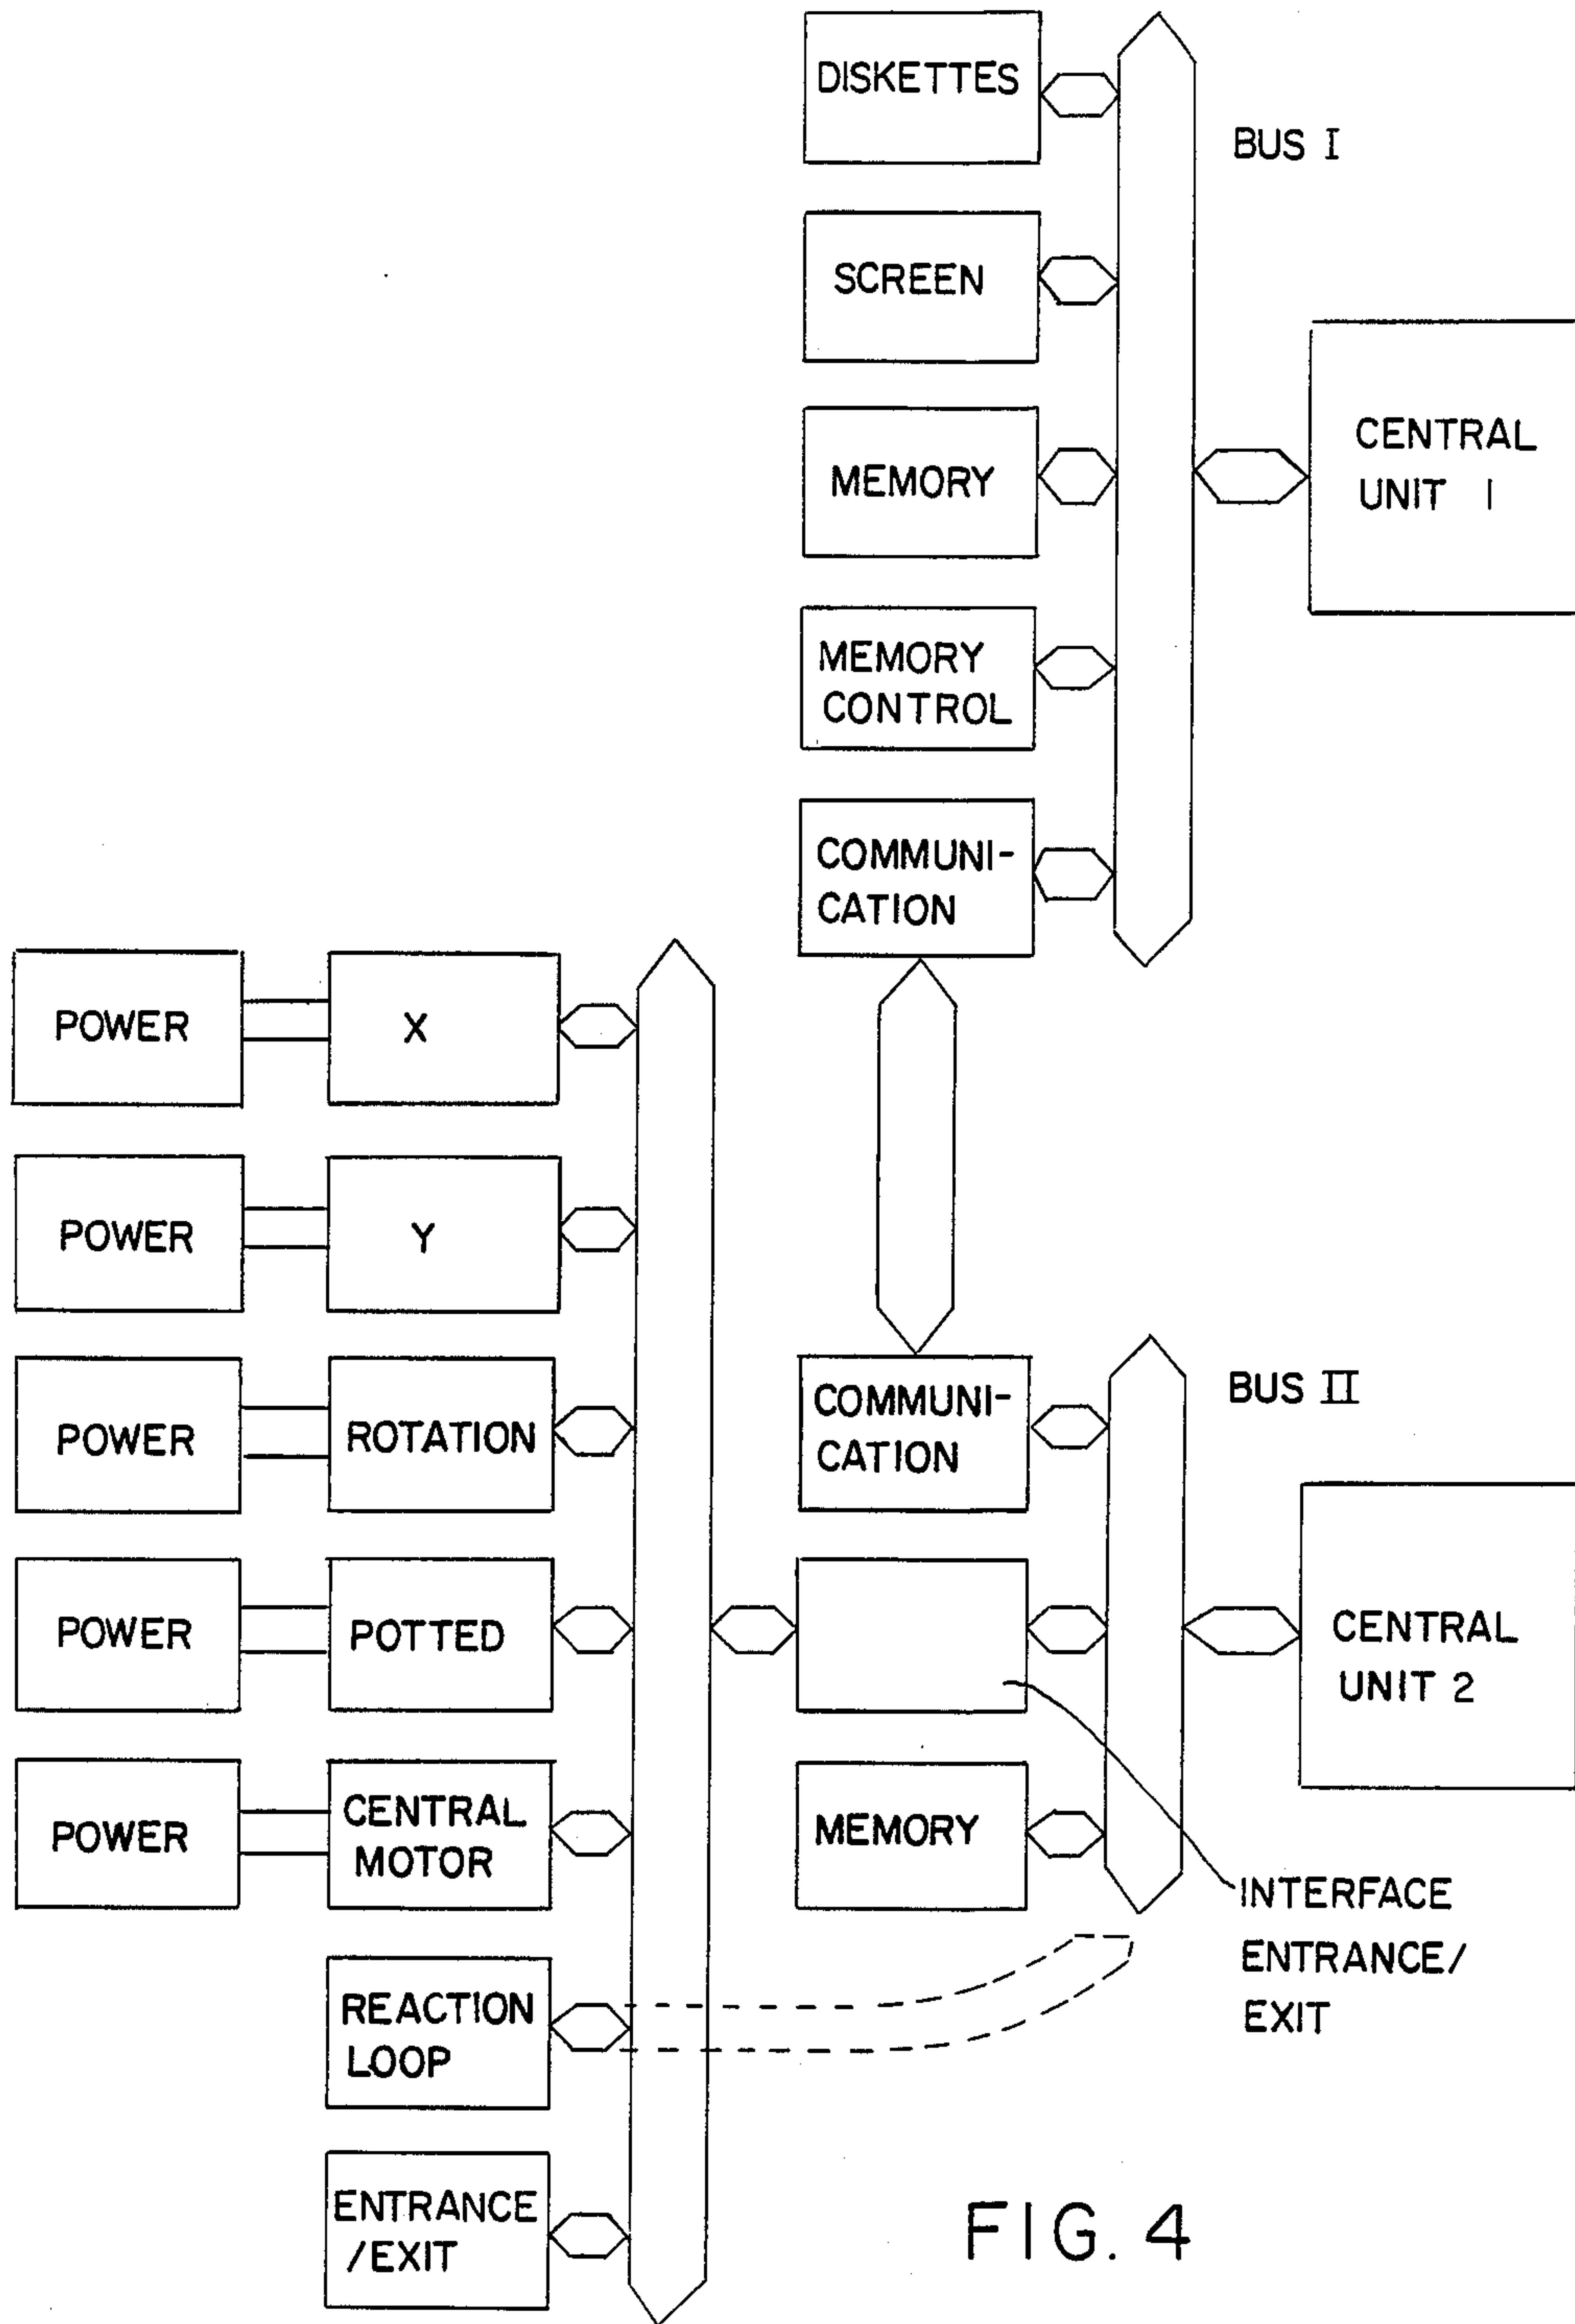 DISKETTES
BUS I
SCREEN
MEMORY
CENTRAL
UNIT 1
MEMORY
CONTROL
COMMUNI-
CATION
POWER
X
POWER
Y
POWER
ROTATION
COMMUNI-
CATION
BUS II
POWER
POTTED
CENTRAL
UNIT 2
POWER
CENTRAL
MOTOR
MEMORY
INTERFACE
ENTRANCE/
EXIT
REACTION
LOOP
ENTRANCE
/EXIT
FIG. 4